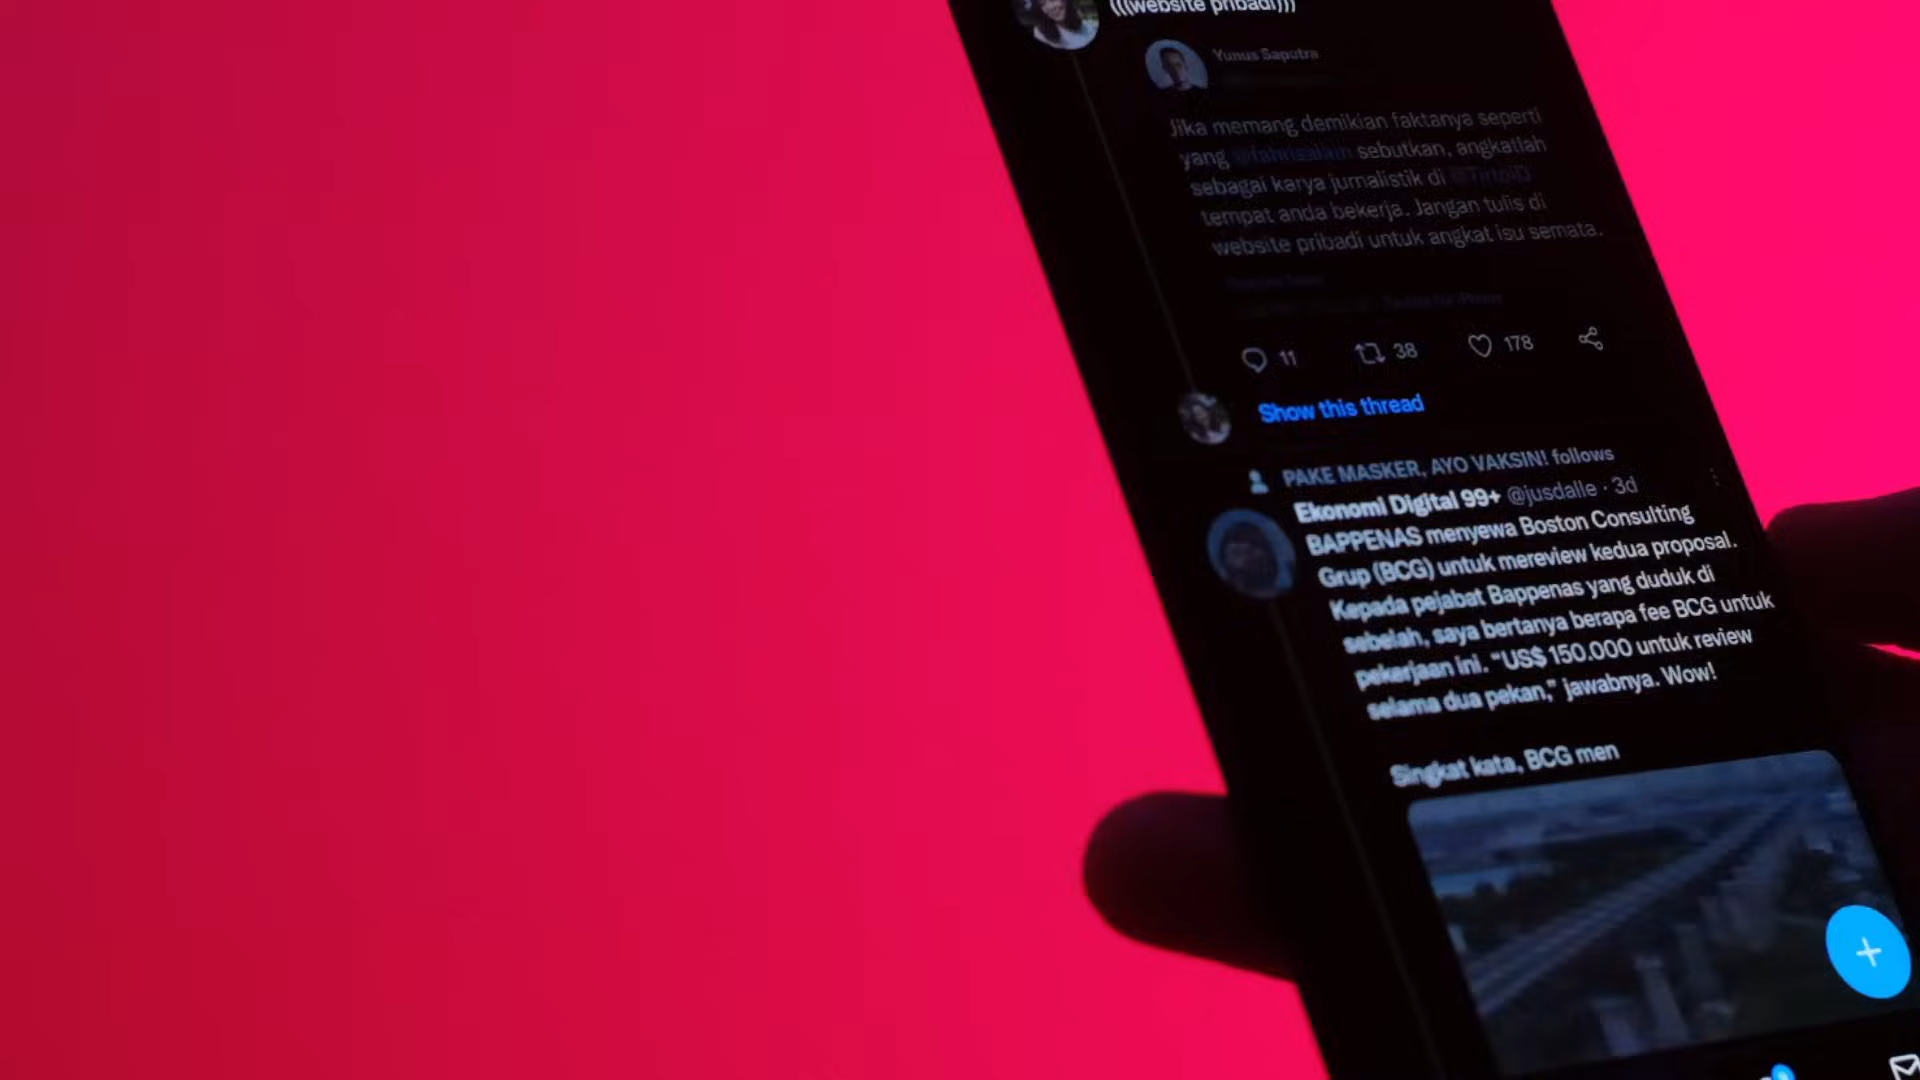 (((website pribadi)))
Yunus Saputra
Jika memang demikian faktanya seperti
yang @fahrisalam sebutkan, angkatlah
sebagai karya jurnalistik di @TirtoID
tempat anda bekerja. Jangan tulis di
website pribadi untuk angkat isu semata.
11 38 178
Show this thread
PAKE MASKER, AYO VAKSIN! follows
Ekonomi Digital 99+ @jusdalle · 3d
BAPPENAS menyewa Boston Consulting
Grup (BCG) untuk mereview kedua proposal.
Kepada pejabat Bappenas yang duduk di
sebelah, saya bertanya berapa fee BCG untuk
pekerjaan ini. "US$ 150.000 untuk review
selama dua pekan," jawabnya. Wow!
Singkat kata, BCG men